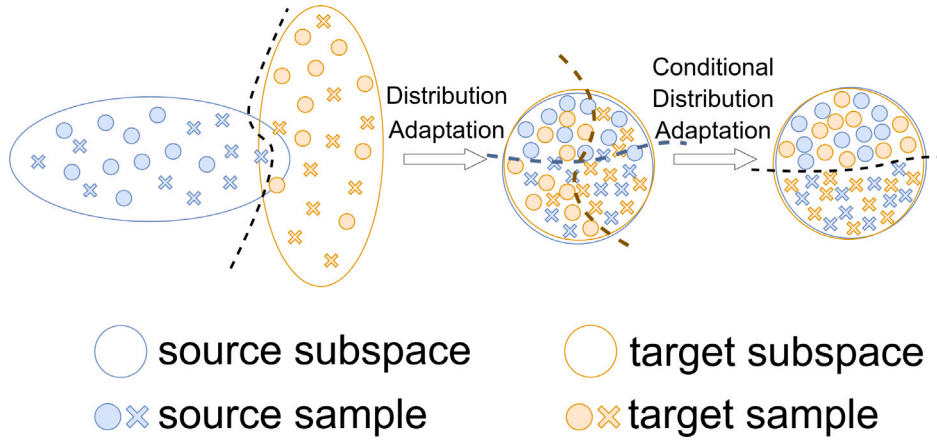 Distribution
Adaptation
Conditional
Distribution
Adaptation
source subspace
target subspace
source sample
target sample